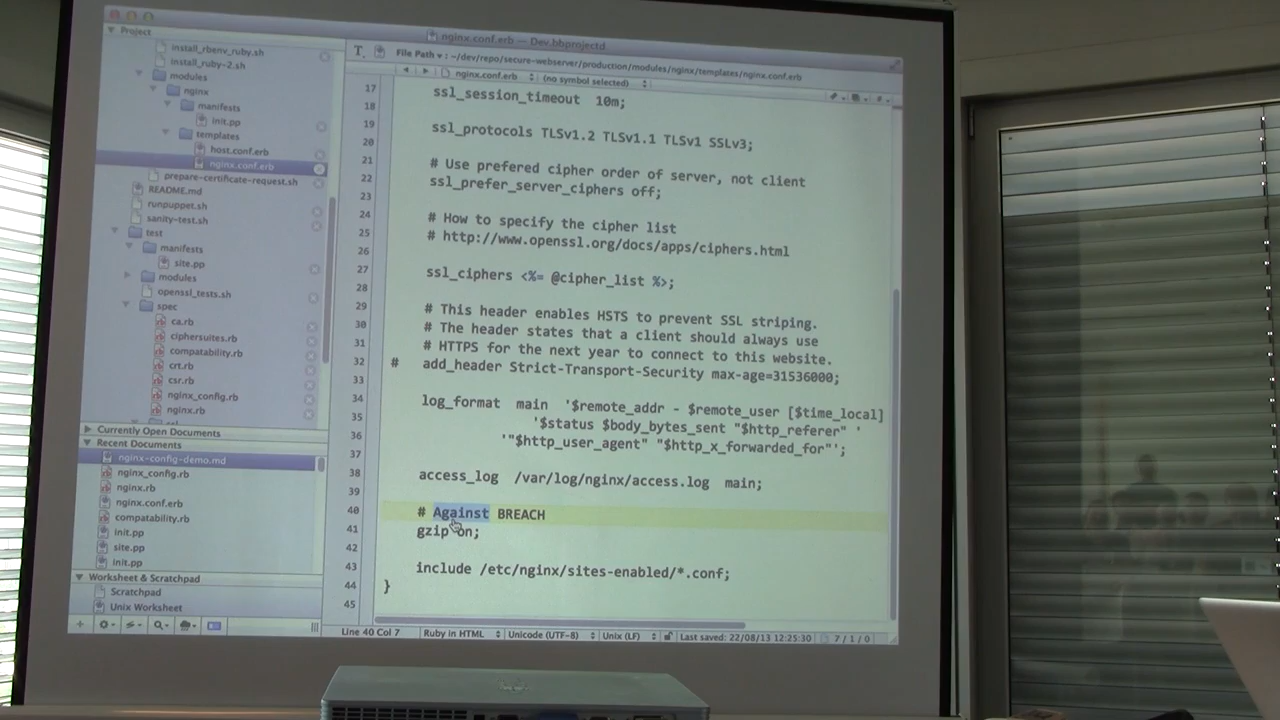 nginx.conf.erb — Dev.bbprojectd
Project
install_rbenv_ruby.sh
install_ruby-2.sh
modules
nginx
manifests
init.pp
templates
host.conf.erb
nginx.conf.erb
prepare-certificate-request.sh
README.md
runpuppet.sh
sanity-test.sh
test
manifests
site.pp
modules
openssl_tests.sh
spec
ca.rb
ciphersuites.rb
compatability.rb
crt.rb
csr.rb
nginx_config.rb
nginx.rb
Currently Open Documents
Recent Documents
nginx-config-demo.md
nginx_config.rb
nginx.rb
nginx.conf.erb
compatability.rb
init.pp
site.pp
init.pp
Worksheet & Scratchpad
Scratchpad
Unix Worksheet
File Path : ~/dev/repo/secure-webserver/production/modules/nginx/templates/nginx.conf.erb
nginx.conf.erb (no symbol selected)
17 ssl_session_timeout 10m;
18
19 ssl_protocols TLSv1.2 TLSv1.1 TLSv1 SSLv3;
20
21 # Use prefered cipher order of server, not client
22 ssl_prefer_server_ciphers off;
23
24 # How to specify the cipher list
25 # http://www.openssl.org/docs/apps/ciphers.html
26
27 ssl_ciphers <%= @cipher_list %>;
28
29 # This header enables HSTS to prevent SSL striping.
30 # The header states that a client should always use
31 # HTTPS for the next year to connect to this website.
32 # add_header Strict-Transport-Security max-age=31536000;
33
34 log_format main '$remote_addr - $remote_user [$time_local]
35 '$status $body_bytes_sent "$http_referer" '
36 '"$http_user_agent" "$http_x_forwarded_for"';
37
38 access_log /var/log/nginx/access.log main;
39
40 # Against BREACH
41 gzip on;
42
43 include /etc/nginx/sites-enabled/*.conf;
44 }
45
Line 40 Col 7 Ruby in HTML Unicode (UTF-8) Unix (LF) Last saved: 22/08/13 12:25:30 7 / 1 / 0